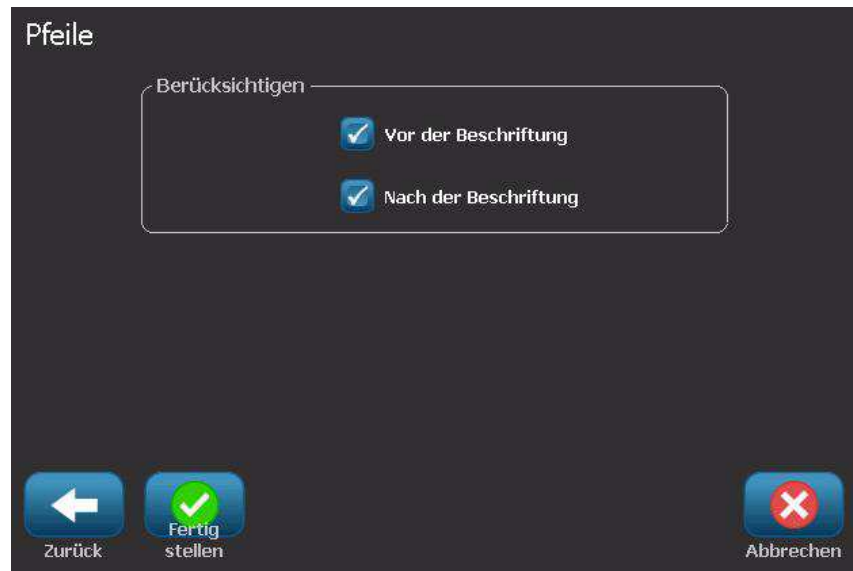 Pfeile
Berücksichtigen
Vor der Beschriftung
Nach der Beschriftung
Zurück
Fertig
stellen
Abbrechen